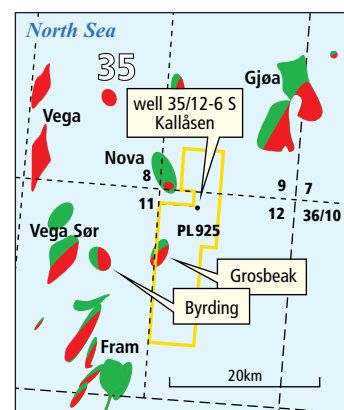 North Sea
35
Gjøa
Vega
well 35/12-6 S
Kallåsen
Nova
8
9
7
11
12
36/10
PL925
Vega Sør
Grosbeak
Byrding
Fram
20km